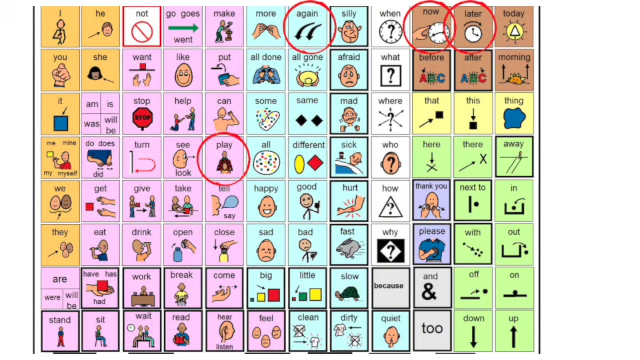 I he not go goes make more again silly when now later today
went
you she want like put all done all gone afraid what before after morning
ABC ABC
it am is stop help can some same mad where that this thing
was will be STOP
me mine do does turn see play all different sick who here there away
my myself did look
we get give take tell happy good hurt how thank you next to in
say
they eat drink open close sad bad fast why please with out
are have has work break come big little slow because and off on
were will be had &
stand sit wait read hear feel clean dirty quiet too down up
listen